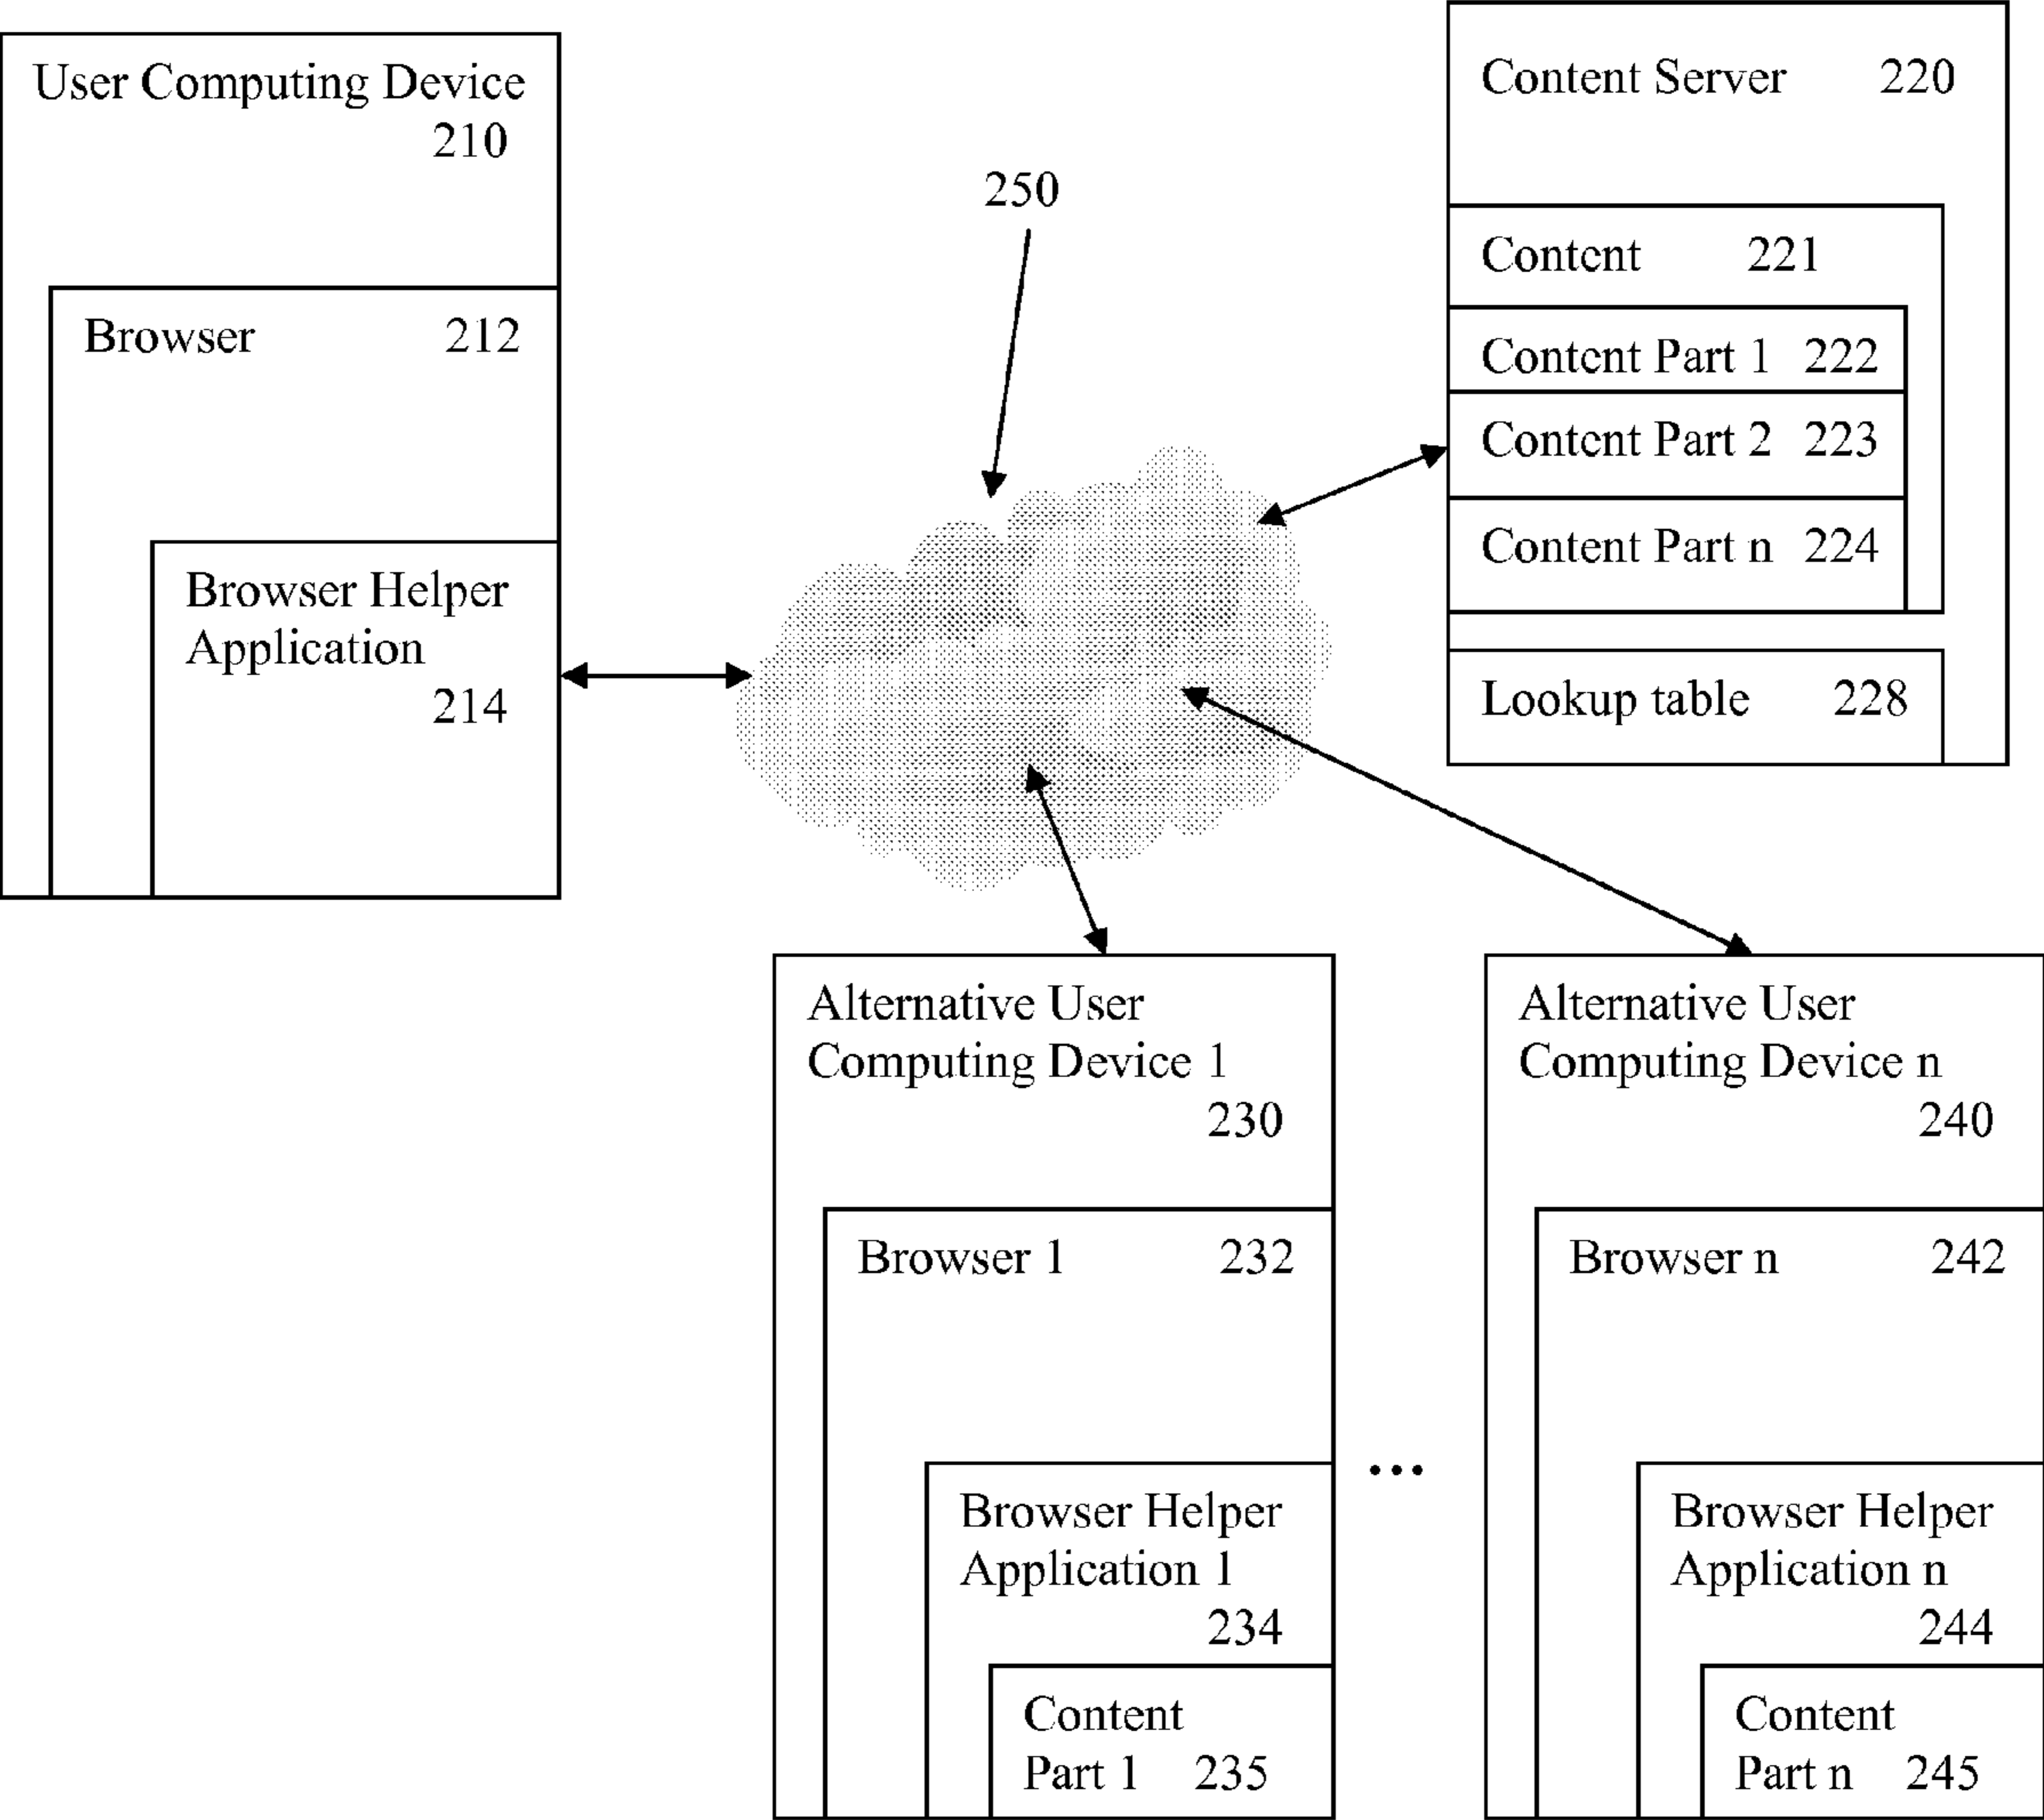 User Computing Device
210
Browser 212
Browser Helper
Application
214
250
Content Server 220
Content 221
Content Part 1 222
Content Part 2 223
Content Part n 224
Lookup table 228
Alternative User
Computing Device 1
230
Browser 1 232
Browser Helper
Application 1
234
Content
Part 1 235
...
Alternative User
Computing Device n
240
Browser n 242
Browser Helper
Application n
244
Content
Part n 245